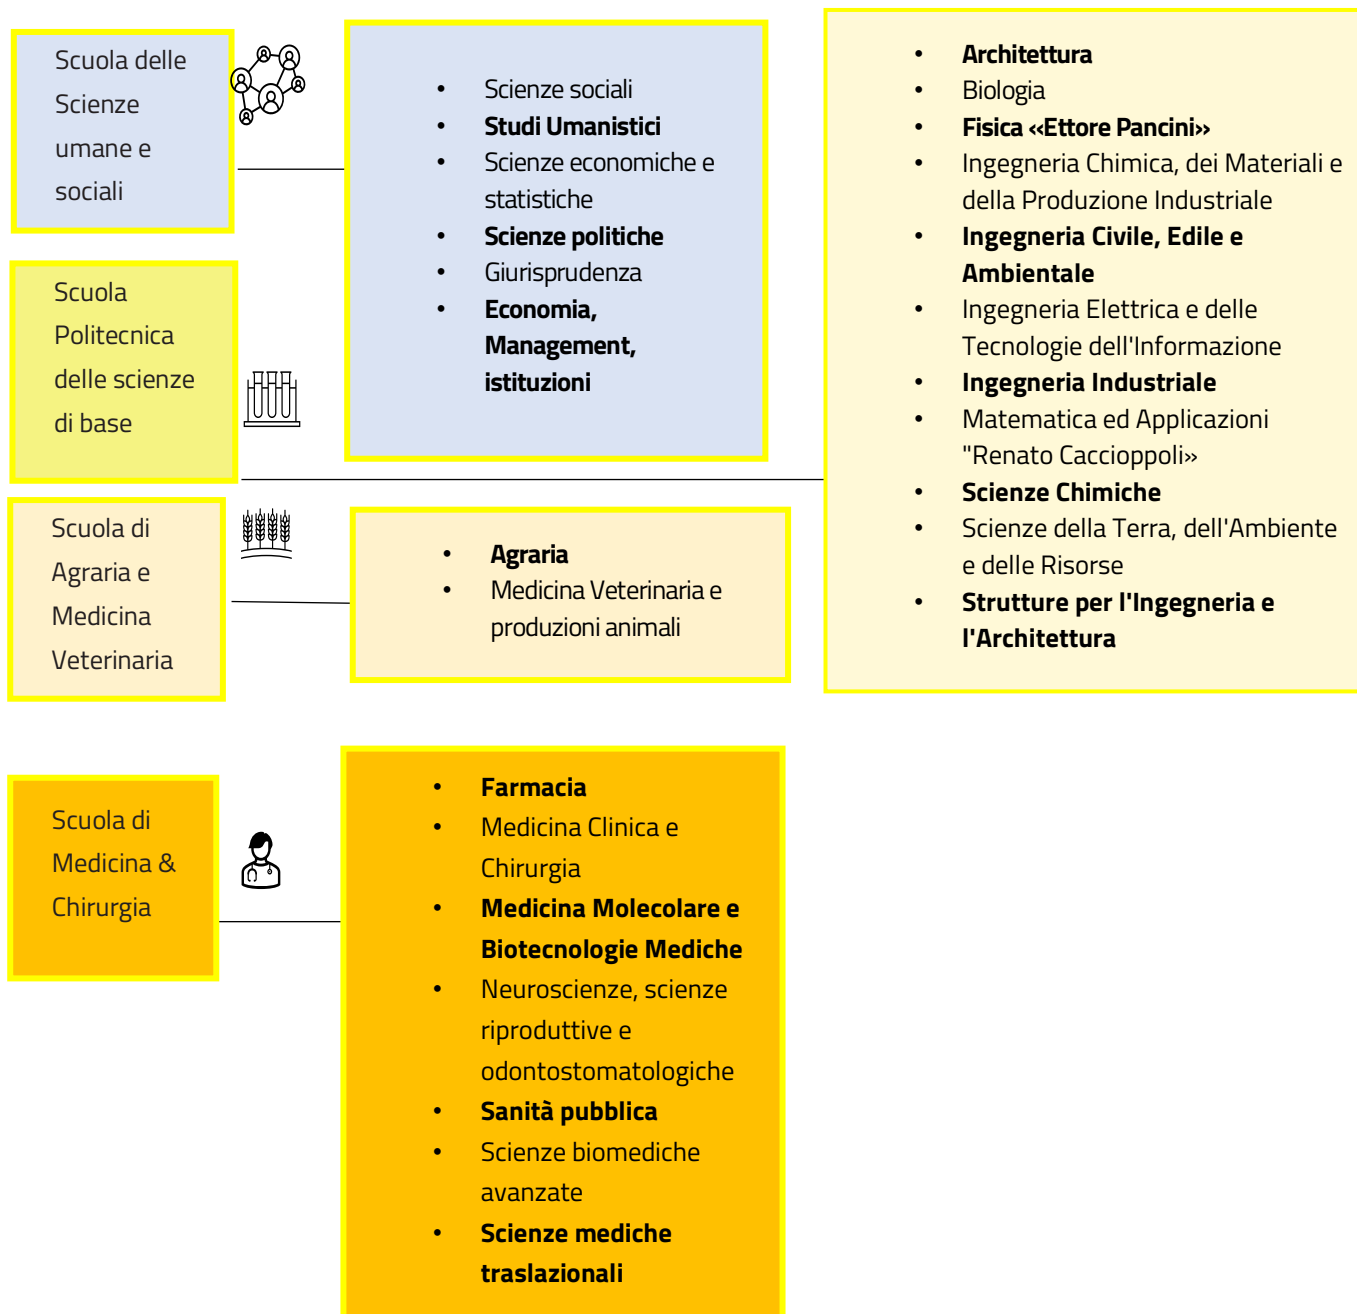 Scuola delle
Scienze
umane e
sociali
• Scienze sociali
• Studi Umanistici
• Scienze economiche e
statistiche
• Scienze politiche
• Giurisprudenza
• Economia,
Management,
istituzioni
Scuola
Politecnica
delle scienze
di base
• Architettura
• Biologia
• Fisica «Ettore Pancini»
• Ingegneria Chimica, dei Materiali e
della Produzione Industriale
• Ingegneria Civile, Edile e
Ambientale
• Ingegneria Elettrica e delle
Tecnologie dell'Informazione
• Ingegneria Industriale
• Matematica ed Applicazioni
"Renato Caccioppoli»
• Scienze Chimiche
• Scienze della Terra, dell'Ambiente
e delle Risorse
• Strutture per l'Ingegneria e
l'Architettura
Scuola di
Agraria e
Medicina
Veterinaria
• Agraria
• Medicina Veterinaria e
produzioni animali
Scuola di
Medicina &
Chirurgia
• Farmacia
• Medicina Clinica e
Chirurgia
• Medicina Molecolare e
Biotecnologie Mediche
• Neuroscienze, scienze
riproduttive e
odontostomatologiche
• Sanità pubblica
• Scienze biomediche
avanzate
• Scienze mediche
traslazionali